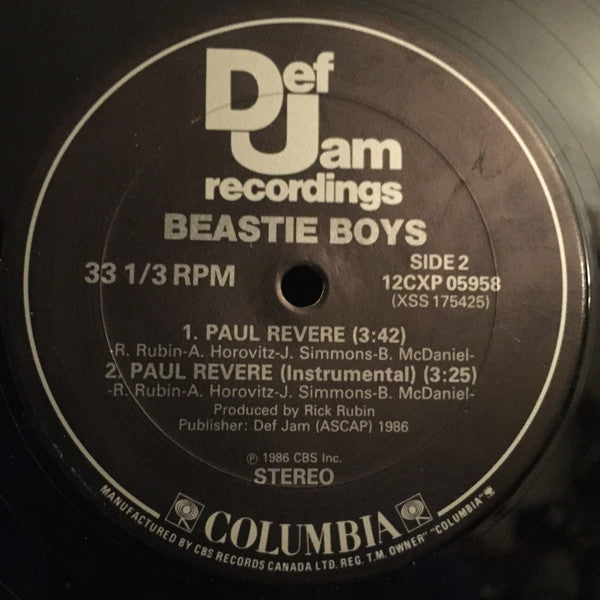 Def
Jam
recordings
BEASTIE BOYS
33 1/3 RPM
SIDE 2
12CXP 05958
(XSS 175425)
1. PAUL REVERE (3:42)
-R. Rubin-A. Horovitz-J. Simmons-B. McDaniel-
2. PAUL REVERE (Instrumental) (3:25)
-R. Rubin-A. Horovitz-J. Simmons-B. McDaniel-
Produced by Rick Rubin
Publisher: Def Jam (ASCAP) 1986
℗ 1986 CBS Inc.
STEREO
COLUMBIA
MANUFACTURED BY CBS RECORDS CANADA LTD. REG. T.M. OWNER" "COLUMBIA"